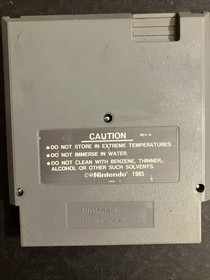 CAUTION
REV-A
●DO NOT STORE IN EXTREME TEMPERATURES.
●DO NOT IMMERSE IN WATER.
●DO NOT CLEAN WITH BENZENE, THINNER,
ALCOHOL OR OTHER SUCH SOLVENTS.
©®Nintendo 1985